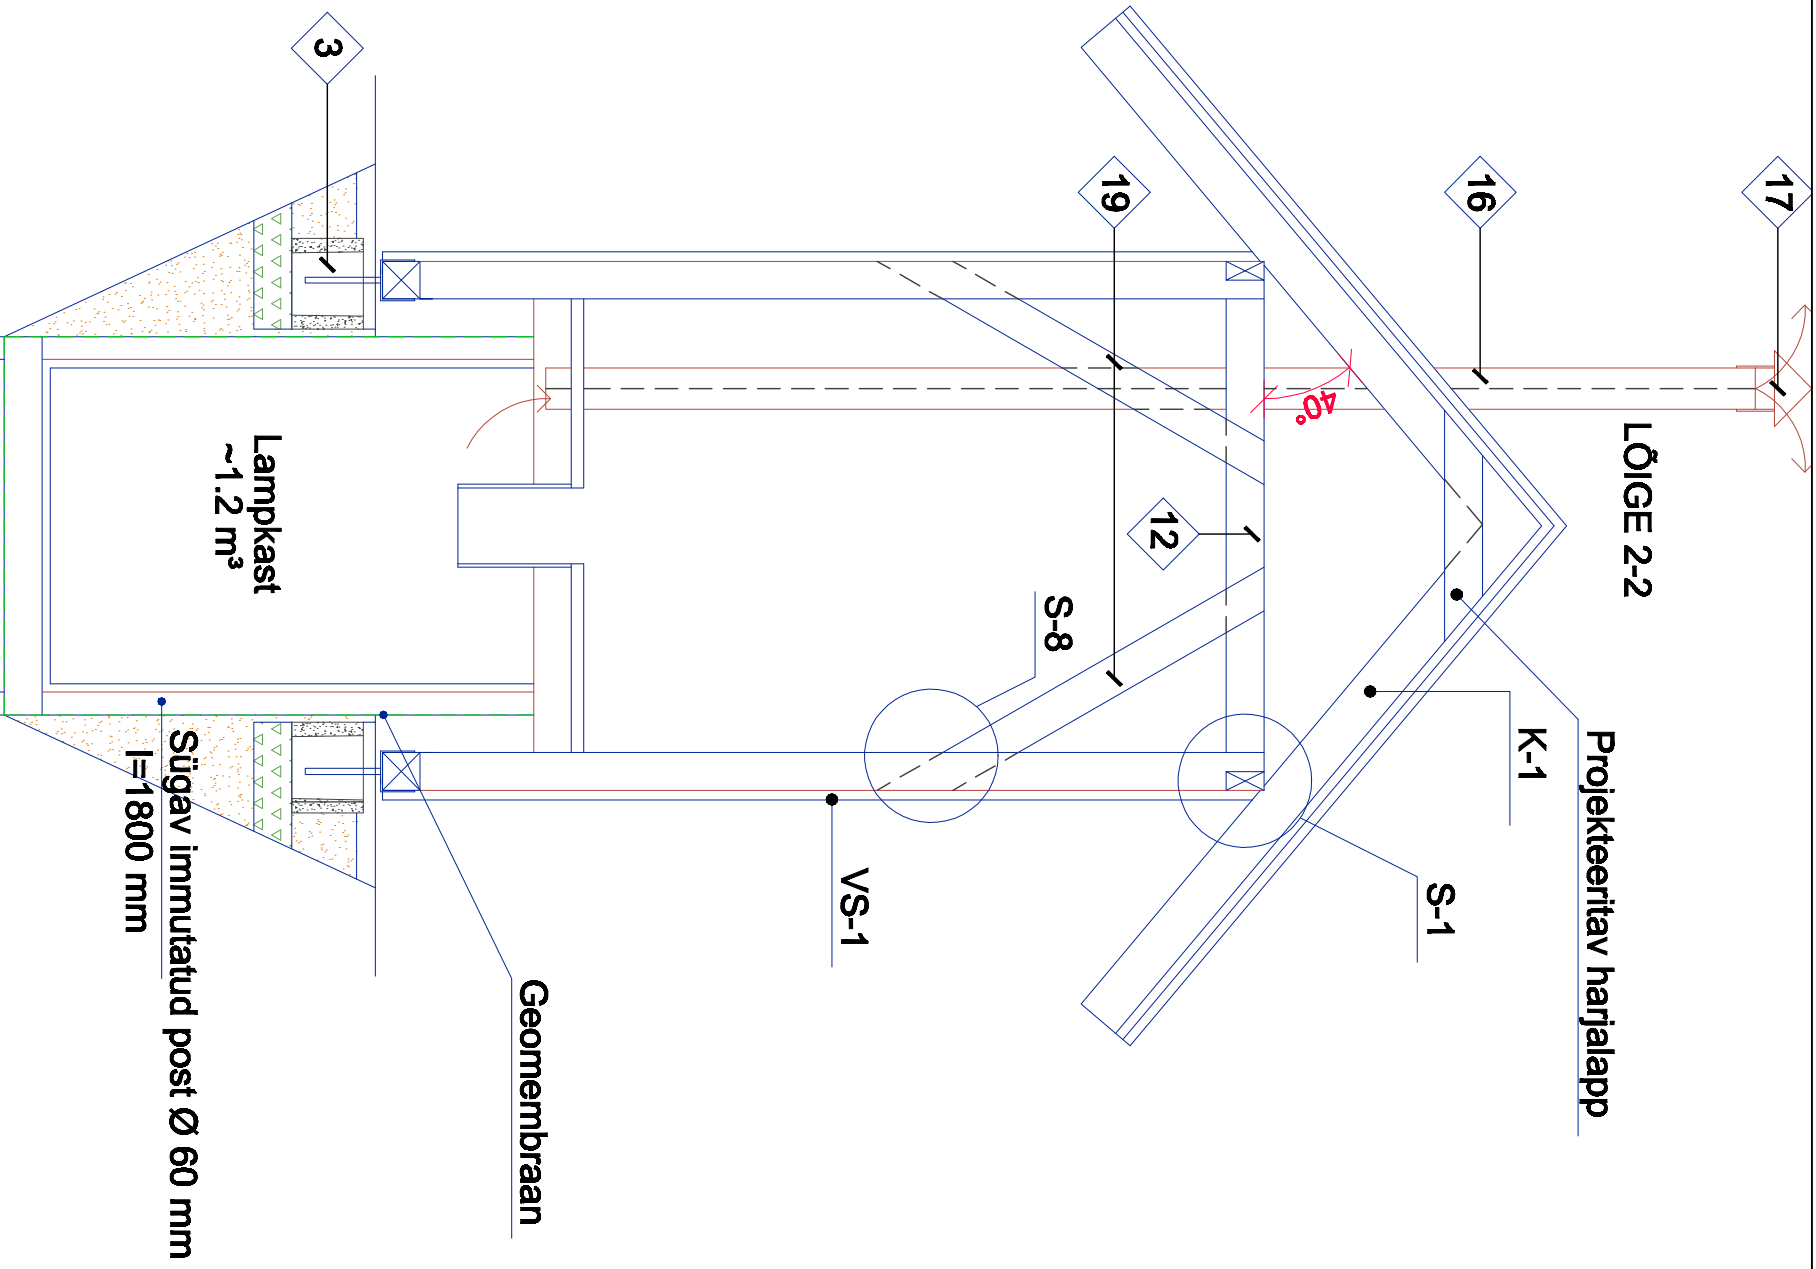 17
LÕIGE 2-2
Projekteeritav harjalapp
16
K-1
S-1
40°
12
19
S-8
VS-1
Geomembraan
3
Lampkast
~1.2 m³
Sügav immutatud post Ø 60 mm
l=1800 mm